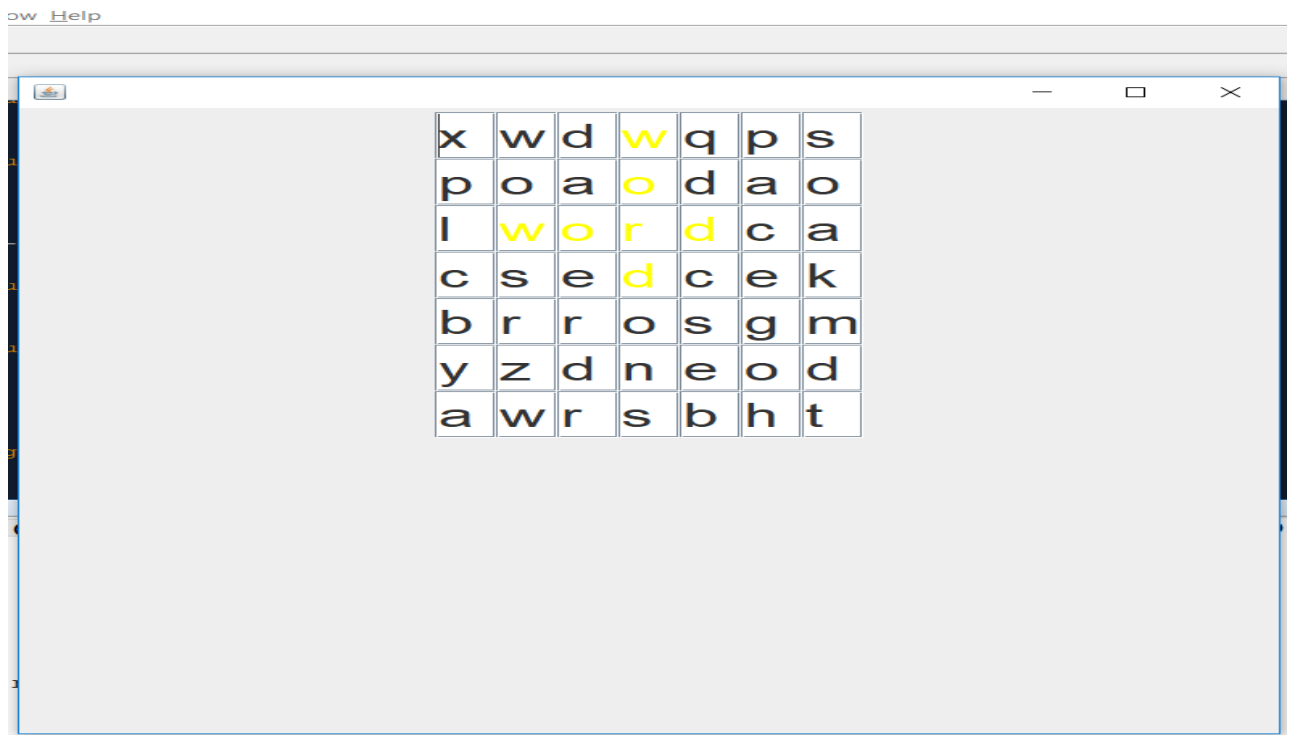 ow Help
x w d w q p s
p o a o d a o
l w o r d c a
c s e d c e k
b r r o s g m
y z d n e o d
a w r s b h t